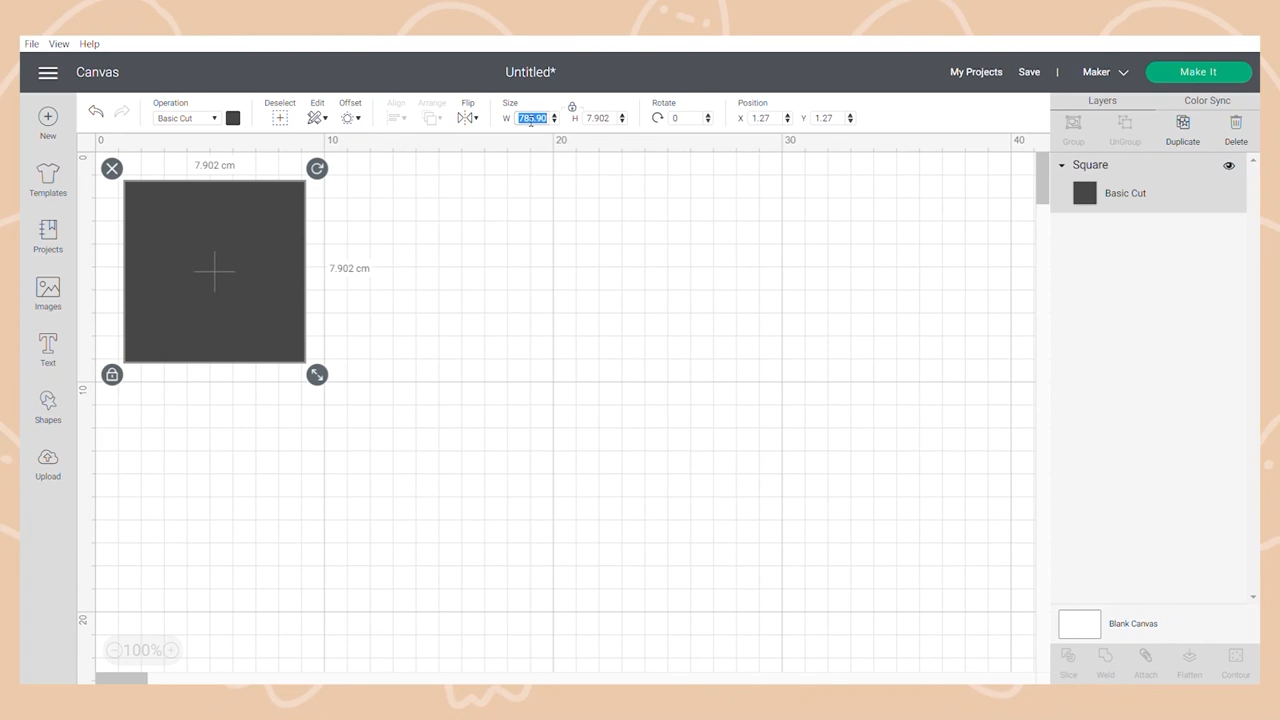 File View Help
Canvas Untitled* My Projects Save | Maker Make It
Operation Deselect Edit Offset Align Arrange Flip Size Rotate Position
Basic Cut W H 7.902 0 X 1.27 Y 1.27
Layers Color Sync
Group UnGroup Duplicate Delete
New
Templates
Projects
Images
Text
Shapes
Upload
0 10 20 30 40
0
10
20
7.902 cm
7.902 cm
Square
Basic Cut
100%
Blank Canvas
Slice Weld Attach Flatten Contour